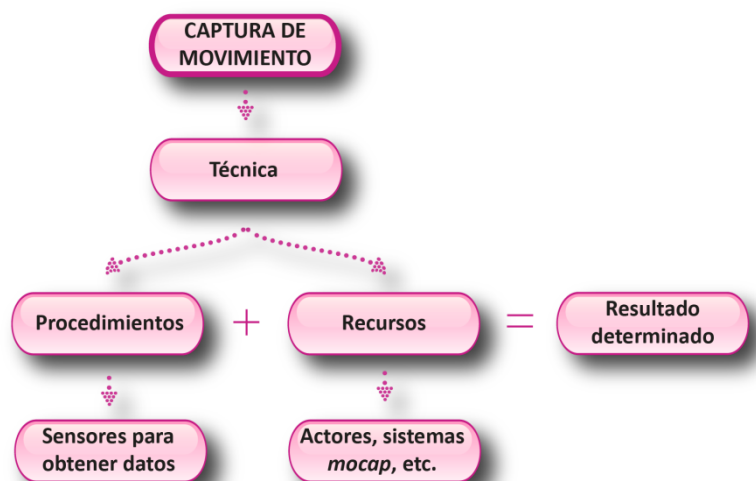 CAPTURA DE
MOVIMIENTO
Técnica
Procedimientos
+
Recursos
=
Resultado
determinado
Sensores para
obtener datos
Actores, sistemas
mocap, etc.